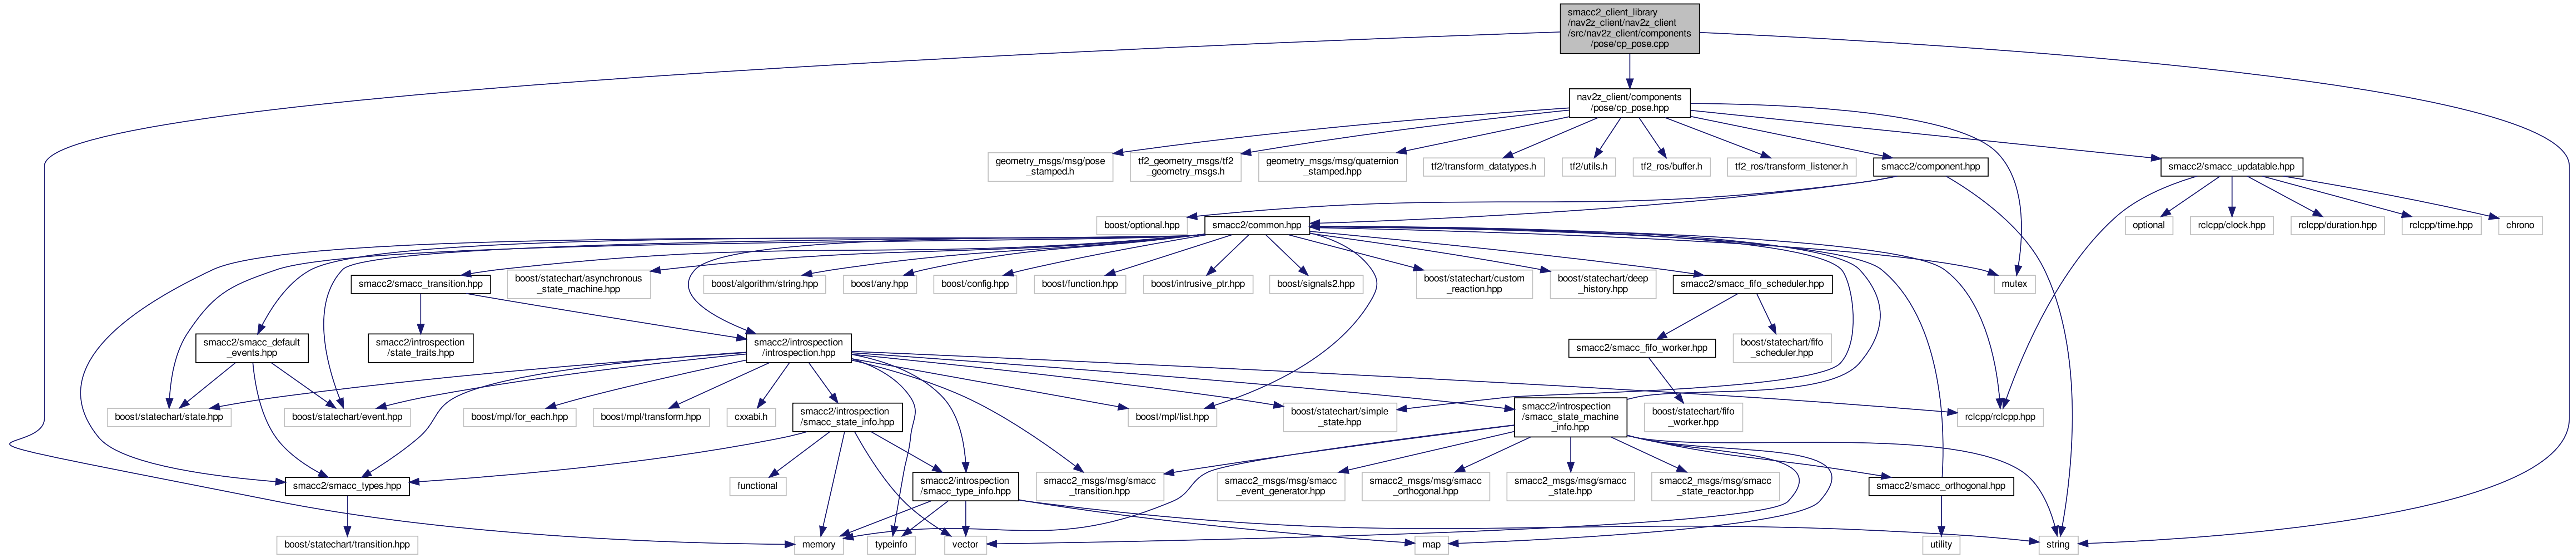 smacc2_client_library
/nav2z_client/nav2z_client
/src/nav2z_client/components
/pose/cp_pose.cpp
nav2z_client/components
/pose/cp_pose.hpp
geometry_msgs/msg/pose
_stamped.h
tf2_geometry_msgs/tf2
_geometry_msgs.h
geometry_msgs/msg/quaternion
_stamped.hpp
tf2/transform_datatypes.h
tf2/utils.h
tf2_ros/buffer.h
tf2_ros/transform_listener.h
smacc2/component.hpp
smacc2/smacc_updatable.hpp
boost/optional.hpp
smacc2/common.hpp
optional
rclcpp/clock.hpp
rclcpp/duration.hpp
rclcpp/time.hpp
chrono
smacc2/smacc_transition.hpp
boost/statechart/asynchronous
_state_machine.hpp
boost/algorithm/string.hpp
boost/any.hpp
boost/config.hpp
boost/function.hpp
boost/intrusive_ptr.hpp
boost/signals2.hpp
boost/statechart/custom
_reaction.hpp
boost/statechart/deep
_history.hpp
smacc2/smacc_fifo_scheduler.hpp
mutex
smacc2/smacc_default
_events.hpp
smacc2/introspection
/state_traits.hpp
smacc2/introspection
/introspection.hpp
smacc2/smacc_fifo_worker.hpp
boost/statechart/fifo
_scheduler.hpp
boost/statechart/state.hpp
boost/statechart/event.hpp
boost/mpl/for_each.hpp
boost/mpl/transform.hpp
cxxabi.h
smacc2/introspection
/smacc_state_info.hpp
boost/mpl/list.hpp
boost/statechart/simple
_state.hpp
smacc2/introspection
/smacc_state_machine
_info.hpp
boost/statechart/fifo
_worker.hpp
rclcpp/rclcpp.hpp
smacc2/smacc_types.hpp
functional
smacc2/introspection
/smacc_type_info.hpp
smacc2_msgs/msg/smacc
_transition.hpp
smacc2_msgs/msg/smacc
_event_generator.hpp
smacc2_msgs/msg/smacc
_orthogonal.hpp
smacc2_msgs/msg/smacc
_state.hpp
smacc2_msgs/msg/smacc
_state_reactor.hpp
smacc2/smacc_orthogonal.hpp
boost/statechart/transition.hpp
memory
typeinfo
vector
map
utility
string